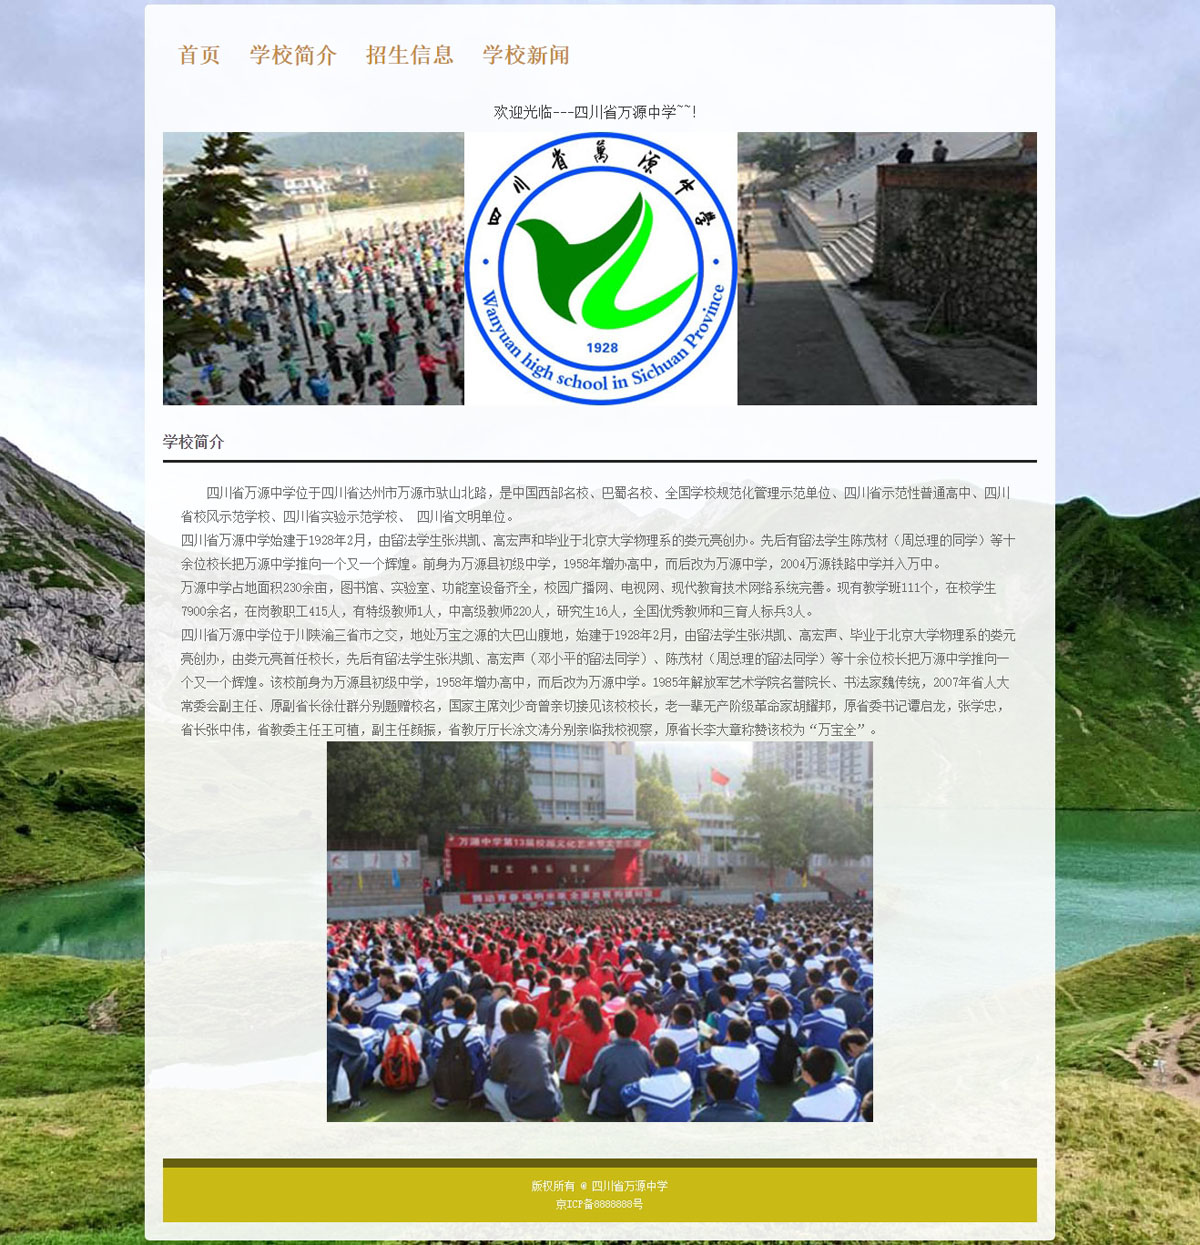 首页 学校简介 招生信息 学校新闻
欢迎光临---四川省万源中学~~!
四川省萬源中学
1928
Wanyuan high school in Sichuan Province
学校简介
四川省万源中学位于四川省达州市万源市驮山北路，是中国西部名校、巴蜀名校、全国学校规范化管理示范单位、四川省示范性普通高中、四川
省校风示范学校、四川省实验示范学校、 四川省文明单位。
四川省万源中学始建于1928年2月，由留法学生张洪凯、高宏声和毕业于北京大学物理系的娄元亮创办。先后有留法学生陈茂材（周总理的同学）等十
余位校长把万源中学推向一个又一个辉煌。前身为万源县初级中学，1958年增办高中，而后改为万源中学，2004万源铁路中学并入万中。
万源中学占地面积230余亩，图书馆、实验室、功能室设备齐全，校园广播网、电视网、现代教育技术网络系统完善。现有教学班111个，在校学生
7900余名，在岗教职工415人，有特级教师1人，中高级教师220人，研究生16人，全国优秀教师和三育人标兵3人。
四川省万源中学位于川陕渝三省市之交，地处万宝之源的大巴山腹地，始建于1928年2月，由留法学生张洪凯、高宏声、毕业于北京大学物理系的娄元
亮创办，由娄元亮首任校长，先后有留法学生张洪凯、高宏声（邓小平的留法同学）、陈茂材（周总理的留法同学）等十余位校长把万源中学推向一
个又一个辉煌。该校前身为万源县初级中学，1958年增办高中，而后改为万源中学。1985年解放军艺术学院名誉院长、书法家魏传统，2007年省人大
常委会副主任、原副省长徐仕群分别题赠校名，国家主席刘少奇曾亲切接见该校校长，老一辈无产阶级革命家胡耀邦，原省委书记谭启龙，张学忠，
省长张中伟，省教委主任王可植，副主任颜振，省教厅厅长涂文涛分别亲临我校视察，原省长李大章称赞该校为“万宝全”。
万源中学第13届校园文化艺术节文艺汇演
版权所有 @ 四川省万源中学
京ICP备8888888号